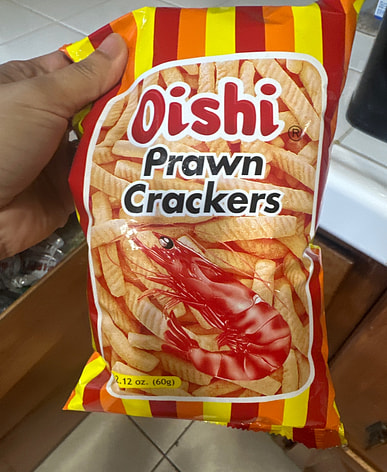 Oishi®
Prawn
Crackers
2.12 oz. (60g)